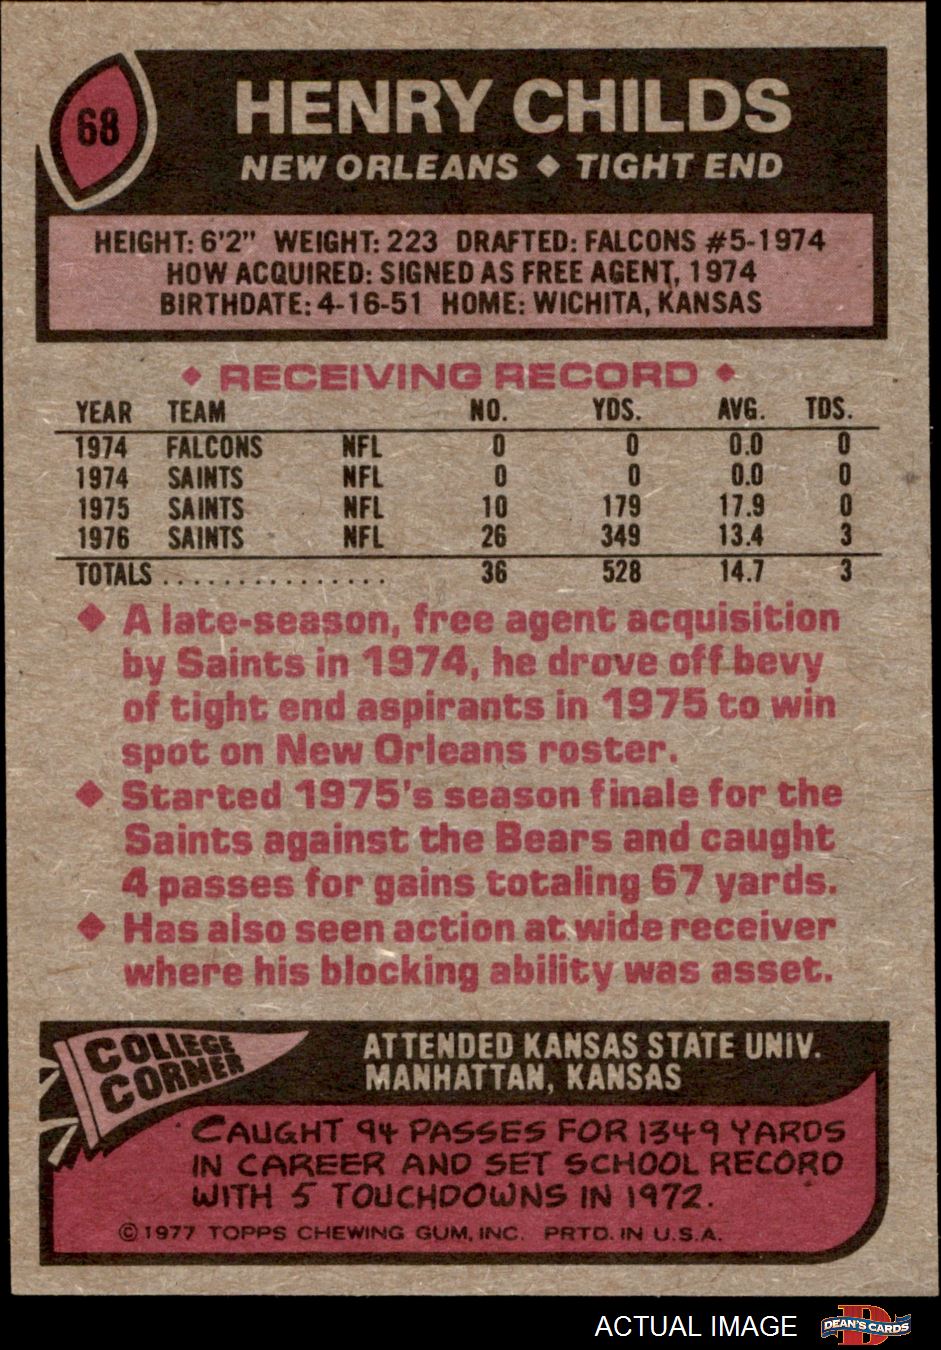 68
HENRY CHILDS
NEW ORLEANS ◆ TIGHT END
HEIGHT: 6'2" WEIGHT: 223 DRAFTED: FALCONS #5-1974
HOW ACQUIRED: SIGNED AS FREE AGENT, 1974
BIRTHDATE: 4-16-51 HOME: WICHITA, KANSAS
◆ RECEIVING RECORD ◆
YEAR TEAM NO. YDS. AVG. TDS.
1974 FALCONS NFL 0 0 0.0 0
1974 SAINTS NFL 0 0 0.0 0
1975 SAINTS NFL 10 179 17.9 0
1976 SAINTS NFL 26 349 13.4 3
TOTALS ............... 36 528 14.7 3
◆ A late-season, free agent acquisition
by Saints in 1974, he drove off bevy
of tight end aspirants in 1975 to win
spot on New Orleans roster.
◆ Started 1975's season finale for the
Saints against the Bears and caught
4 passes for gains totaling 67 yards.
◆ Has also seen action at wide receiver
where his blocking ability was asset.
COLLEGE
CORNER
ATTENDED KANSAS STATE UNIV.
MANHATTAN, KANSAS
CAUGHT 94 PASSES FOR 1349 YARDS
IN CAREER AND SET SCHOOL RECORD
WITH 5 TOUCHDOWNS IN 1972.
© 1977 TOPPS CHEWING GUM, INC. PRTD. IN U.S.A.
ACTUAL IMAGE
D
DEAN'S CARDS